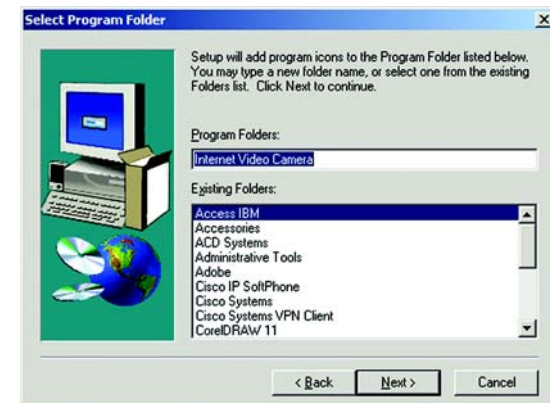 Select Program Folder
Setup will add program icons to the Program Folder listed below.
You may type a new folder name, or select one from the existing
Folders list. Click Next to continue.
Program Folders:
Internet Video Camera
Existing Folders:
Access IBM
Accessories
ACD Systems
Administrative Tools
Adobe
Cisco IP SoftPhone
Cisco Systems
Cisco Systems VPN Client
CorelDRAW 11
< Back
Next >
Cancel